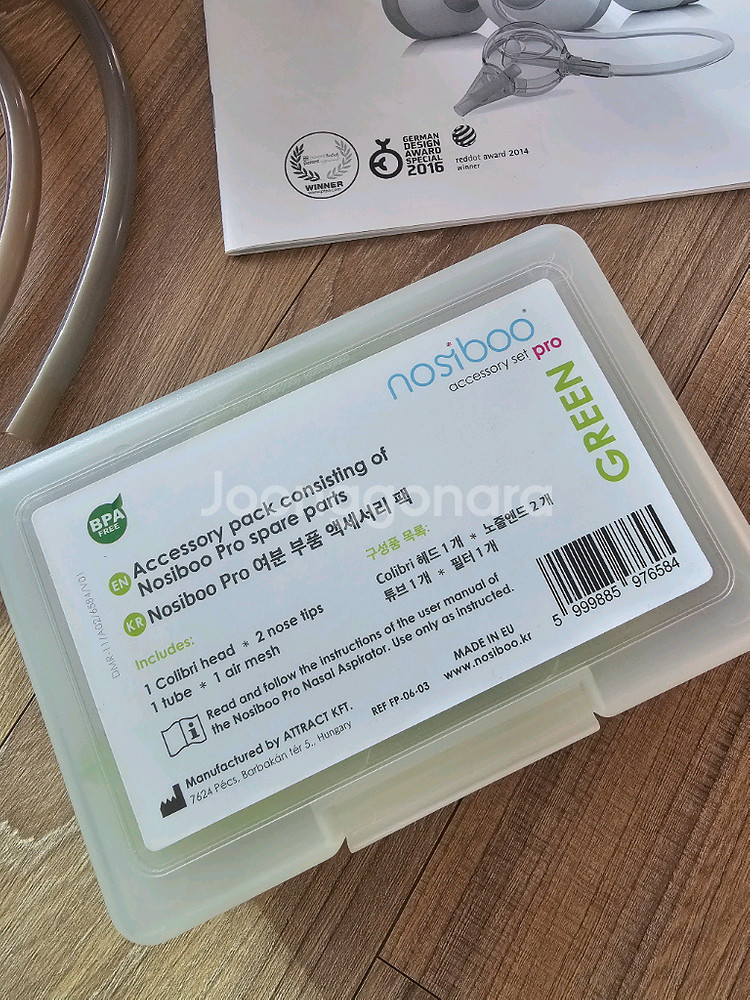 WINNER
GERMAN
DESIGN
AWARD
SPECIAL
2016
reddot award 2014
winner
nosiboo
accessory set pro
GREEN
Joongonara
BPA
FREE
EN Accessory pack consisting of
Nosiboo Pro spare parts
KR Nosiboo Pro 여분 부품 액세서리 팩
Includes:
1 Colibri head * 2 nose tips
1 tube * 1 air mesh
구성품 목록:
Colibri 헤드 1개 * 노즐엔드 2개
튜브 1개 * 필터 1개
Read and follow the instructions of the user manual of
the Nosiboo Pro Nasal Aspirator. Use only as instructed.
Manufactured by ATTRACT KFT.
7624 Pécs, Barbakán tér 5., Hungary
REF FP-06-03
MADE IN EU
www.nosiboo.kr
5 999885 976584